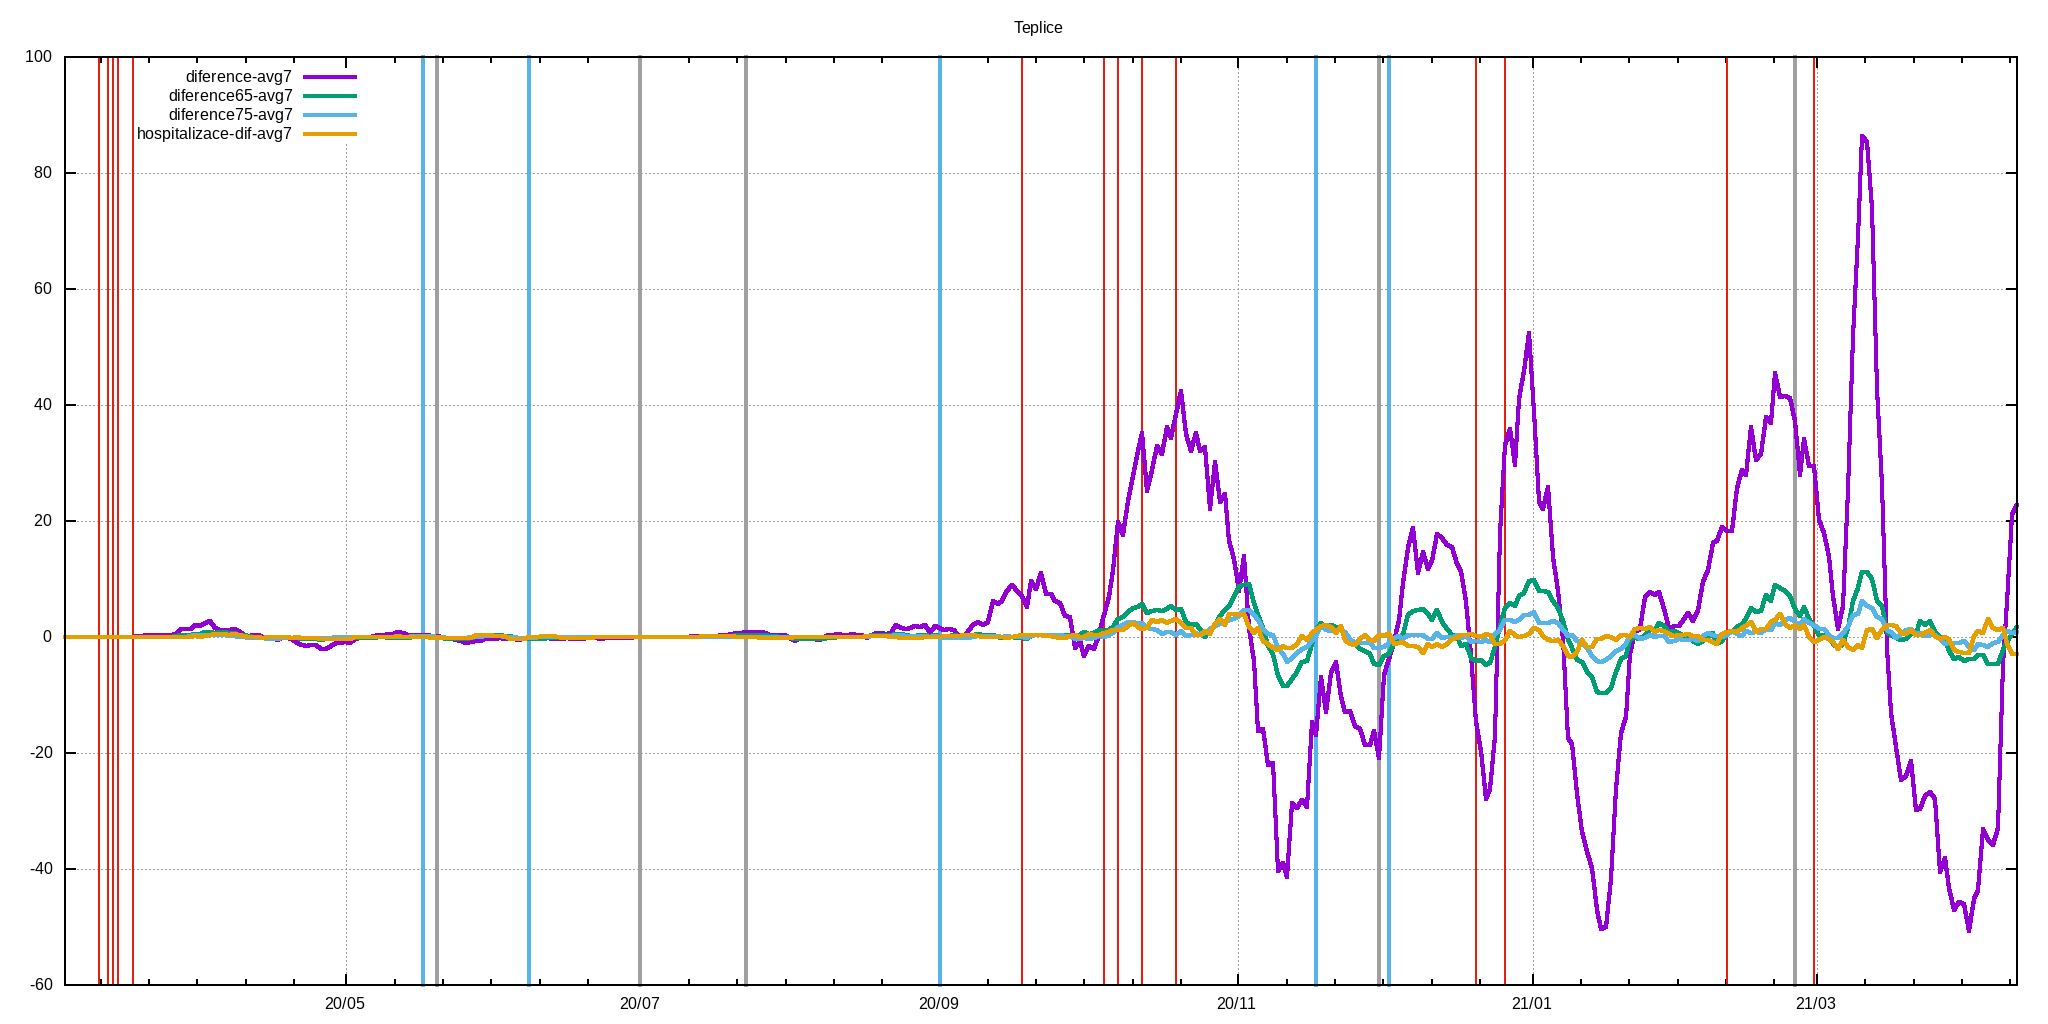 Teplice
diference-avg7
diference65-avg7
diference75-avg7
hospitalizace-dif-avg7
100
80
60
40
20
0
-20
-40
-60
20/05 20/07 20/09 20/11 21/01 21/03